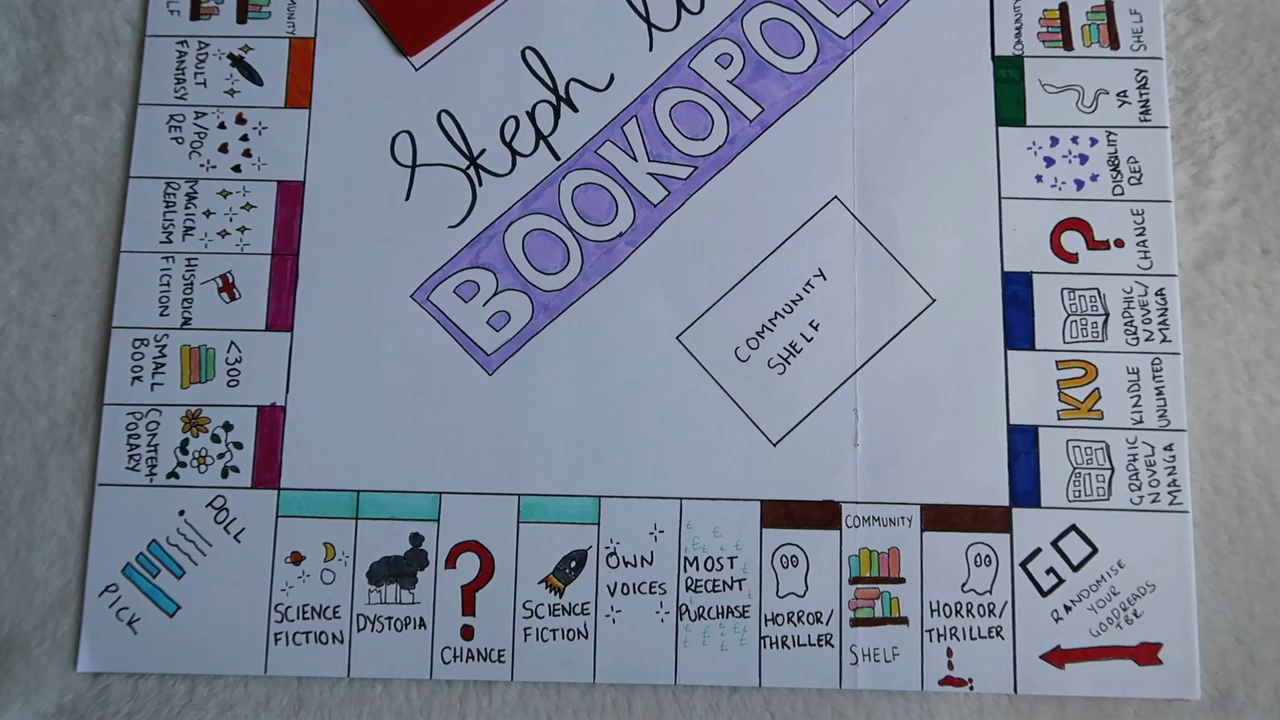 COMMUNITY
ADULT
FANTASY
A/POC
REP
MAGICAL
REALISM
HISTORICAL
FICTION
<300
SMALL
BOOK
CONTEM-
PORARY
Steph
BOOKOPOL
COMMUNITY
SHELF
COMMUNITY
SHELF
YA
FANTASY
DISABILITY
REP
?
CHANCE
GRAPHIC
NOVEL/
MANGA
KU
KINDLE
UNLIMITED
GRAPHIC
NOVEL/
MANGA
PICK
POLL
SCIENCE
FICTION
DYSTOPIA
?
CHANCE
SCIENCE
FICTION
OWN
VOICES
MOST
RECENT
PURCHASE
HORROR/
THRILLER
COMMUNITY
SHELF
HORROR/
THRILLER
GO
RANDOMISE
YOUR
GOODREADS
TBR